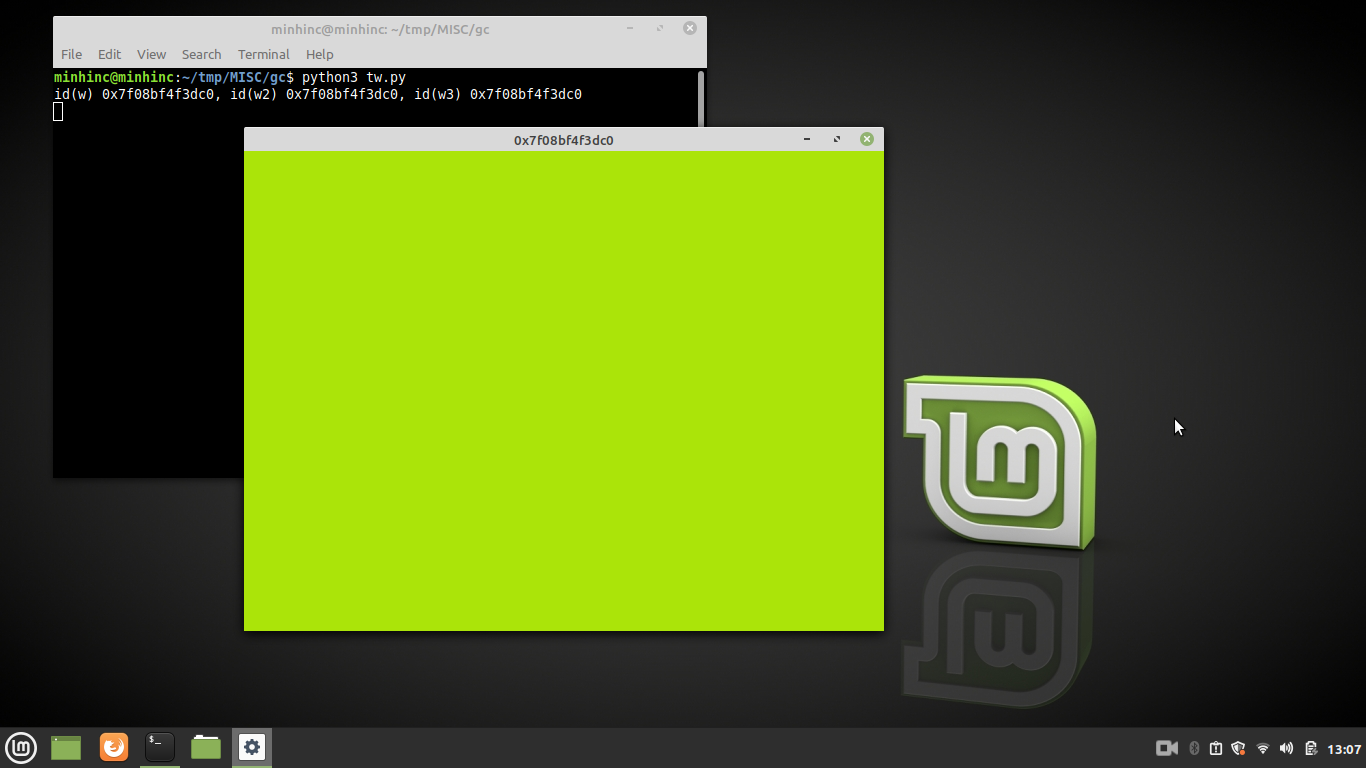 minhinc@minhinc: ~/tmp/MISC/gc
File Edit View Search Terminal Help
minhinc@minhinc:~/tmp/MISC/gc$ python3 tw.py
id(w) 0x7f08bf4f3dc0, id(w2) 0x7f08bf4f3dc0, id(w3) 0x7f08bf4f3dc0
0x7f08bf4f3dc0
lm
$_
13:07